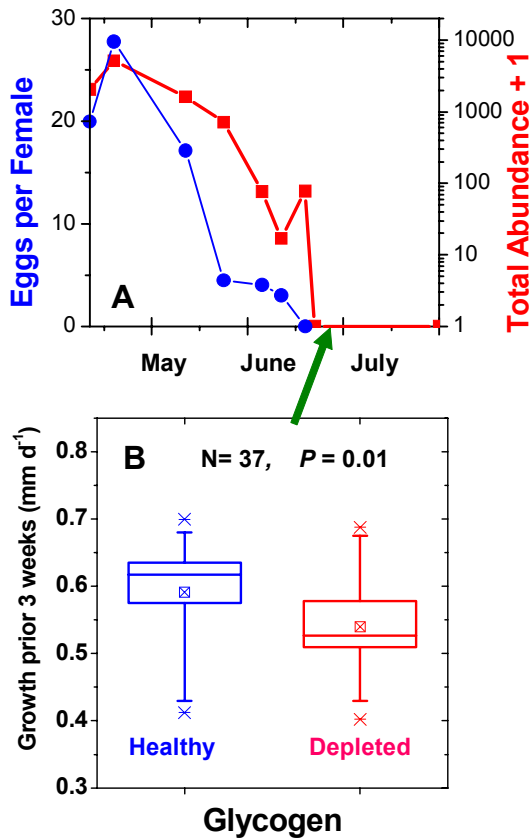 30
20
10
0
Eggs per Female
10000
1000
100
10
1
Total Abundance + 1
A
May June July
B
N= 37, P = 0.01
0.8
0.7
0.6
0.5
0.4
0.3
Growth prior 3 weeks (mm d-1)
Healthy Depleted
Glycogen